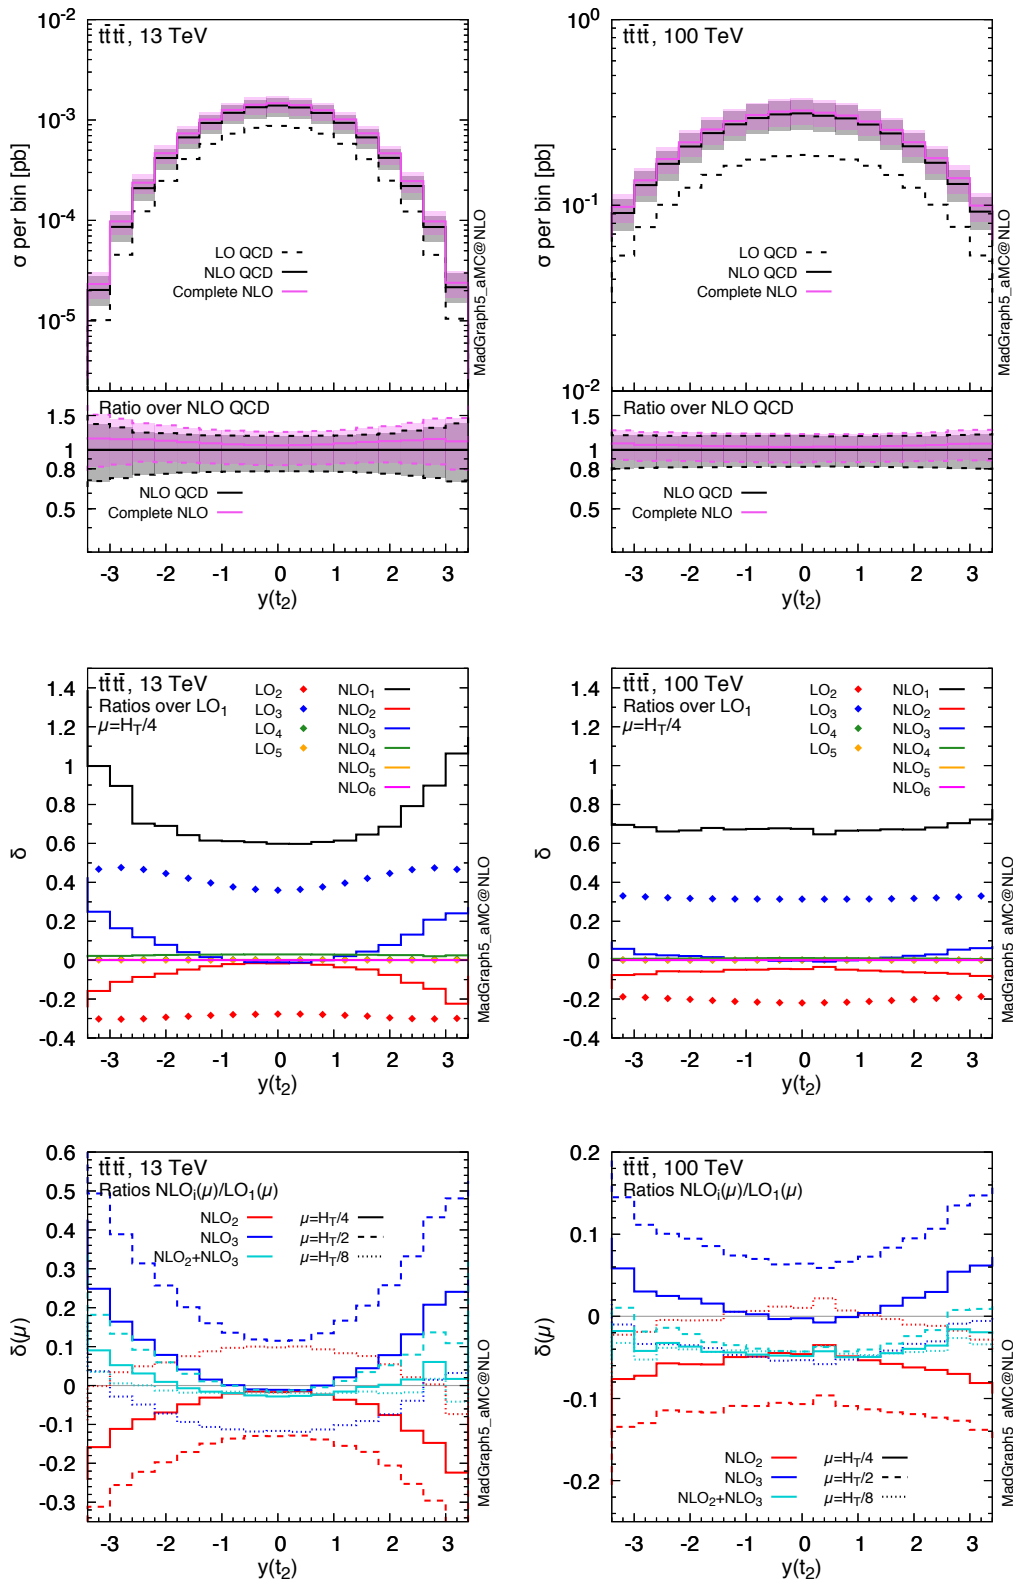 tt̄tt̄, 13 TeV
σ per bin [pb]
10⁻²
10⁻³
10⁻⁴
10⁻⁵
LO QCD
NLO QCD
Complete NLO
MadGraph5_aMC@NLO
Ratio over NLO QCD
1.5
1
0.8
0.5
NLO QCD
Complete NLO
-3 -2 -1 0 1 2 3
y(t₂)
tt̄tt̄, 100 TeV
σ per bin [pb]
10⁰
10⁻¹
10⁻²
LO QCD
NLO QCD
Complete NLO
MadGraph5_aMC@NLO
Ratio over NLO QCD
1.5
1
0.8
0.5
NLO QCD
Complete NLO
-3 -2 -1 0 1 2 3
y(t₂)
tt̄tt̄, 13 TeV
Ratios over LO₁
μ=H_T/4
LO₂ NLO₁
LO₃ NLO₂
LO₄ NLO₃
LO₅ NLO₄
NLO₅
NLO₆
δ
1.4
1.2
1
0.8
0.6
0.4
0.2
0
-0.2
-0.4
MadGraph5_aMC@NLO
-3 -2 -1 0 1 2 3
y(t₂)
tt̄tt̄, 100 TeV
Ratios over LO₁
μ=H_T/4
LO₂ NLO₁
LO₃ NLO₂
LO₄ NLO₃
LO₅ NLO₄
NLO₅
NLO₆
δ
1.4
1.2
1
0.8
0.6
0.4
0.2
0
-0.2
-0.4
MadGraph5_aMC@NLO
-3 -2 -1 0 1 2 3
y(t₂)
tt̄tt̄, 13 TeV
Ratios NLOᵢ(μ)/LO₁(μ)
NLO₂ μ=H_T/4
NLO₃ μ=H_T/2
NLO₂+NLO₃ μ=H_T/8
δ(μ)
0.6
0.5
0.4
0.3
0.2
0.1
0
-0.1
-0.2
-0.3
MadGraph5_aMC@NLO
-3 -2 -1 0 1 2 3
y(t₂)
tt̄tt̄, 100 TeV
Ratios NLOᵢ(μ)/LO₁(μ)
δ(μ)
0.2
0.1
0
-0.1
-0.2
NLO₂ μ=H_T/4
NLO₃ μ=H_T/2
NLO₂+NLO₃ μ=H_T/8
MadGraph5_aMC@NLO
-3 -2 -1 0 1 2 3
y(t₂)